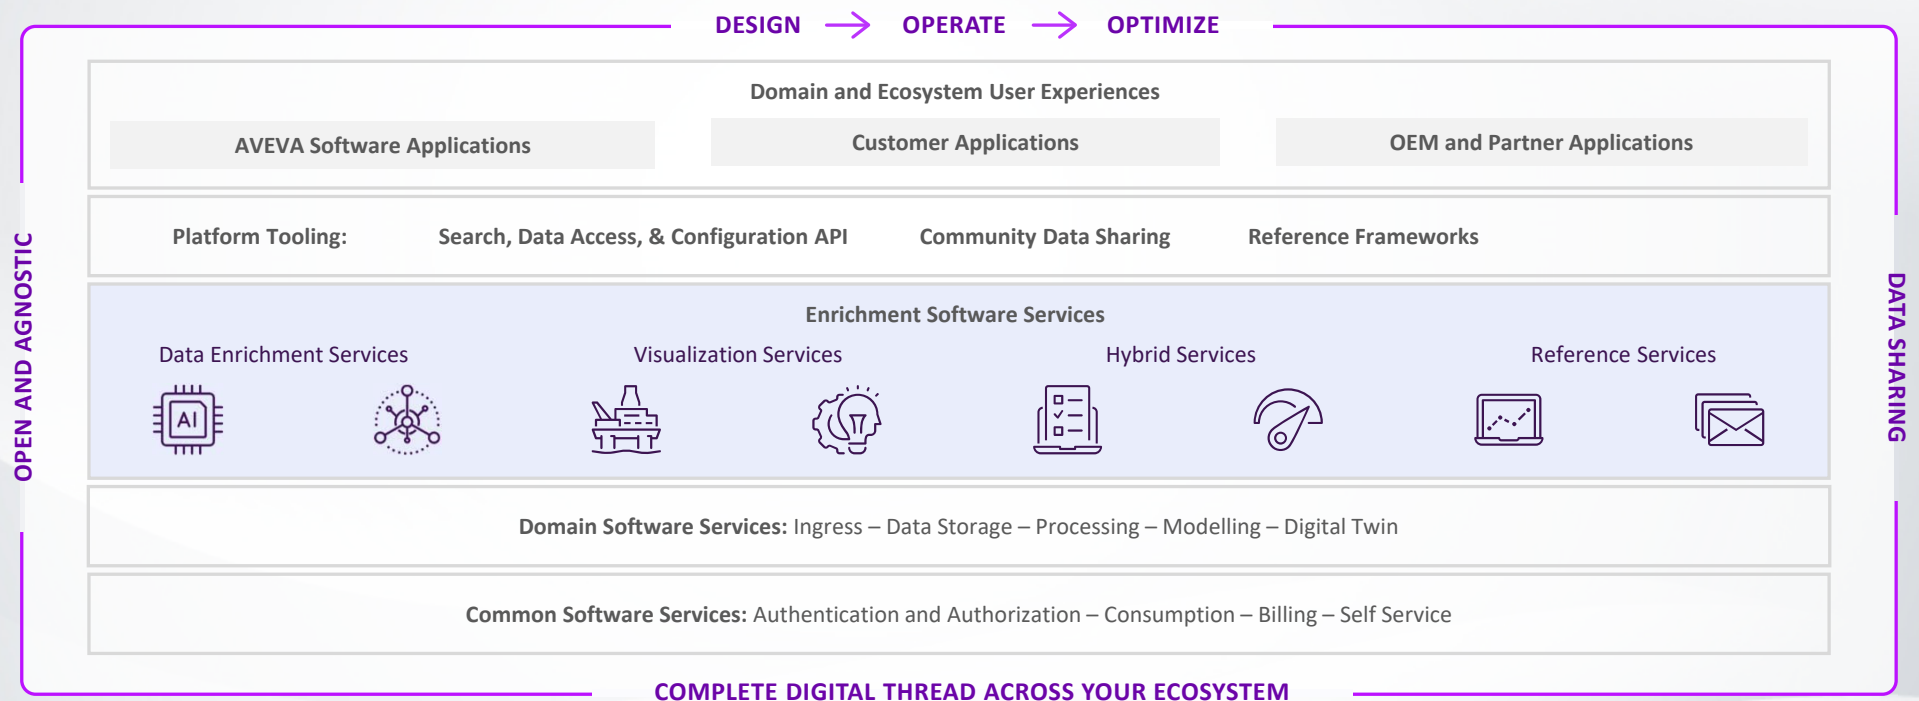 DESIGN OPERATE OPTIMIZE
Domain and Ecosystem User Experiences
AVEVA Software Applications
Customer Applications
OEM and Partner Applications
Platform Tooling:
Search, Data Access, & Configuration API
Community Data Sharing
Reference Frameworks
OPEN AND AGNOSTIC
DATA SHARING
Enrichment Software Services
Data Enrichment Services
Visualization Services
Hybrid Services
Reference Services
AI
Domain Software Services: Ingress – Data Storage – Processing – Modelling – Digital Twin
Common Software Services: Authentication and Authorization – Consumption – Billing – Self Service
COMPLETE DIGITAL THREAD ACROSS YOUR ECOSYSTEM